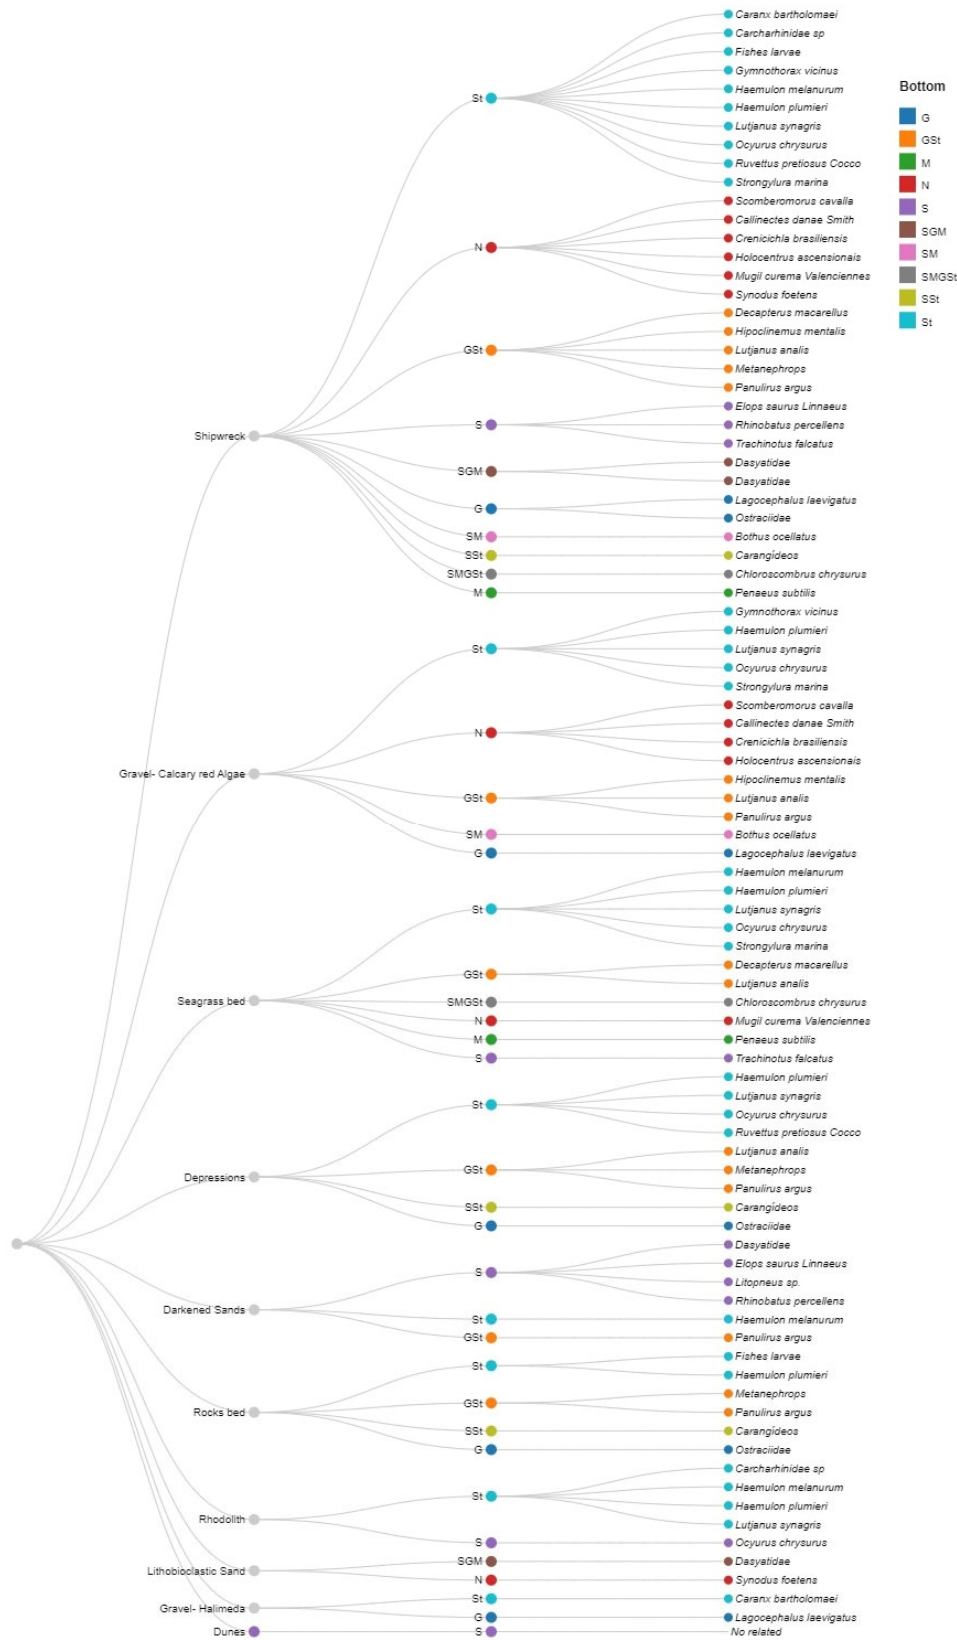 Caranx bartholomaei
Carcharhinidae sp
Fishes larvae
Gymnothorax vicinus
Haemulon melanurum
St
Haemulon plumieri
Lutjanus synagris
Ocyurus chrysurus
Ruvettus pretiosus Cocco
Strongylura marina
Bottom
G
GSt
M
N
S
SGM
SM
SMGSt
SSt
St
Scomberomorus cavalla
Callinectes danae Smith
Crenicichla brasiliensis
N
Holocentrus ascensionais
Mugil curema Valenciennes
Synodus foetens
Decapterus macarellus
Hipoclinemus mentalis
GSt
Lutjanus analis
Metanephrops
Panulirus argus
Elops saurus Linnaeus
S
Rhinobatus percellens
Shipwreck
Trachinotus falcatus
Dasyatidae
SGM
Dasyatidae
Lagocephalus laevigatus
G
Ostraciidae
SM
Bothus ocellatus
SSt
Carangídeos
SMGSt
Chloroscombrus chrysurus
M
Penaeus subtilis
Gymnothorax vicinus
Haemulon plumieri
St
Lutjanus synagris
Ocyurus chrysurus
Strongylura marina
Scomberomorus cavalla
Callinectes danae Smith
N
Crenicichla brasiliensis
Holocentrus ascensionais
Gravel- Calcary red Algae
Hipoclinemus mentalis
GSt
Lutjanus analis
Panulirus argus
SM
Bothus ocellatus
G
Lagocephalus laevigatus
Haemulon melanurum
Haemulon plumieri
St
Lutjanus synagris
Ocyurus chrysurus
Strongylura marina
Decapterus macarellus
GSt
Lutjanus analis
Seagrass bed
SMGSt
Chloroscombrus chrysurus
N
Mugil curema Valenciennes
M
Penaeus subtilis
S
Trachinotus falcatus
Haemulon plumieri
Lutjanus synagris
St
Ocyurus chrysurus
Ruvettus pretiosus Cocco
Lutjanus analis
GSt
Metanephrops
Depressions
Panulirus argus
SSt
Carangídeos
G
Ostraciidae
Dasyatidae
Elops saurus Linnaeus
S
Litopneus sp.
Rhinobatus percellens
Darkened Sands
St
Haemulon melanurum
GSt
Panulirus argus
Fishes larvae
St
Haemulon plumieri
Metanephrops
GSt
Panulirus argus
Rocks bed
SSt
Carangídeos
G
Ostraciidae
Carcharhinidae sp
Haemulon melanurum
St
Haemulon plumieri
Lutjanus synagris
Rhodolith
S
Ocyurus chrysurus
SGM
Dasyatidae
Lithobioclastic Sand
N
Synodus foetens
St
Caranx bartholomaei
Gravel- Halimeda
G
Lagocephalus laevigatus
Dunes
S
No related